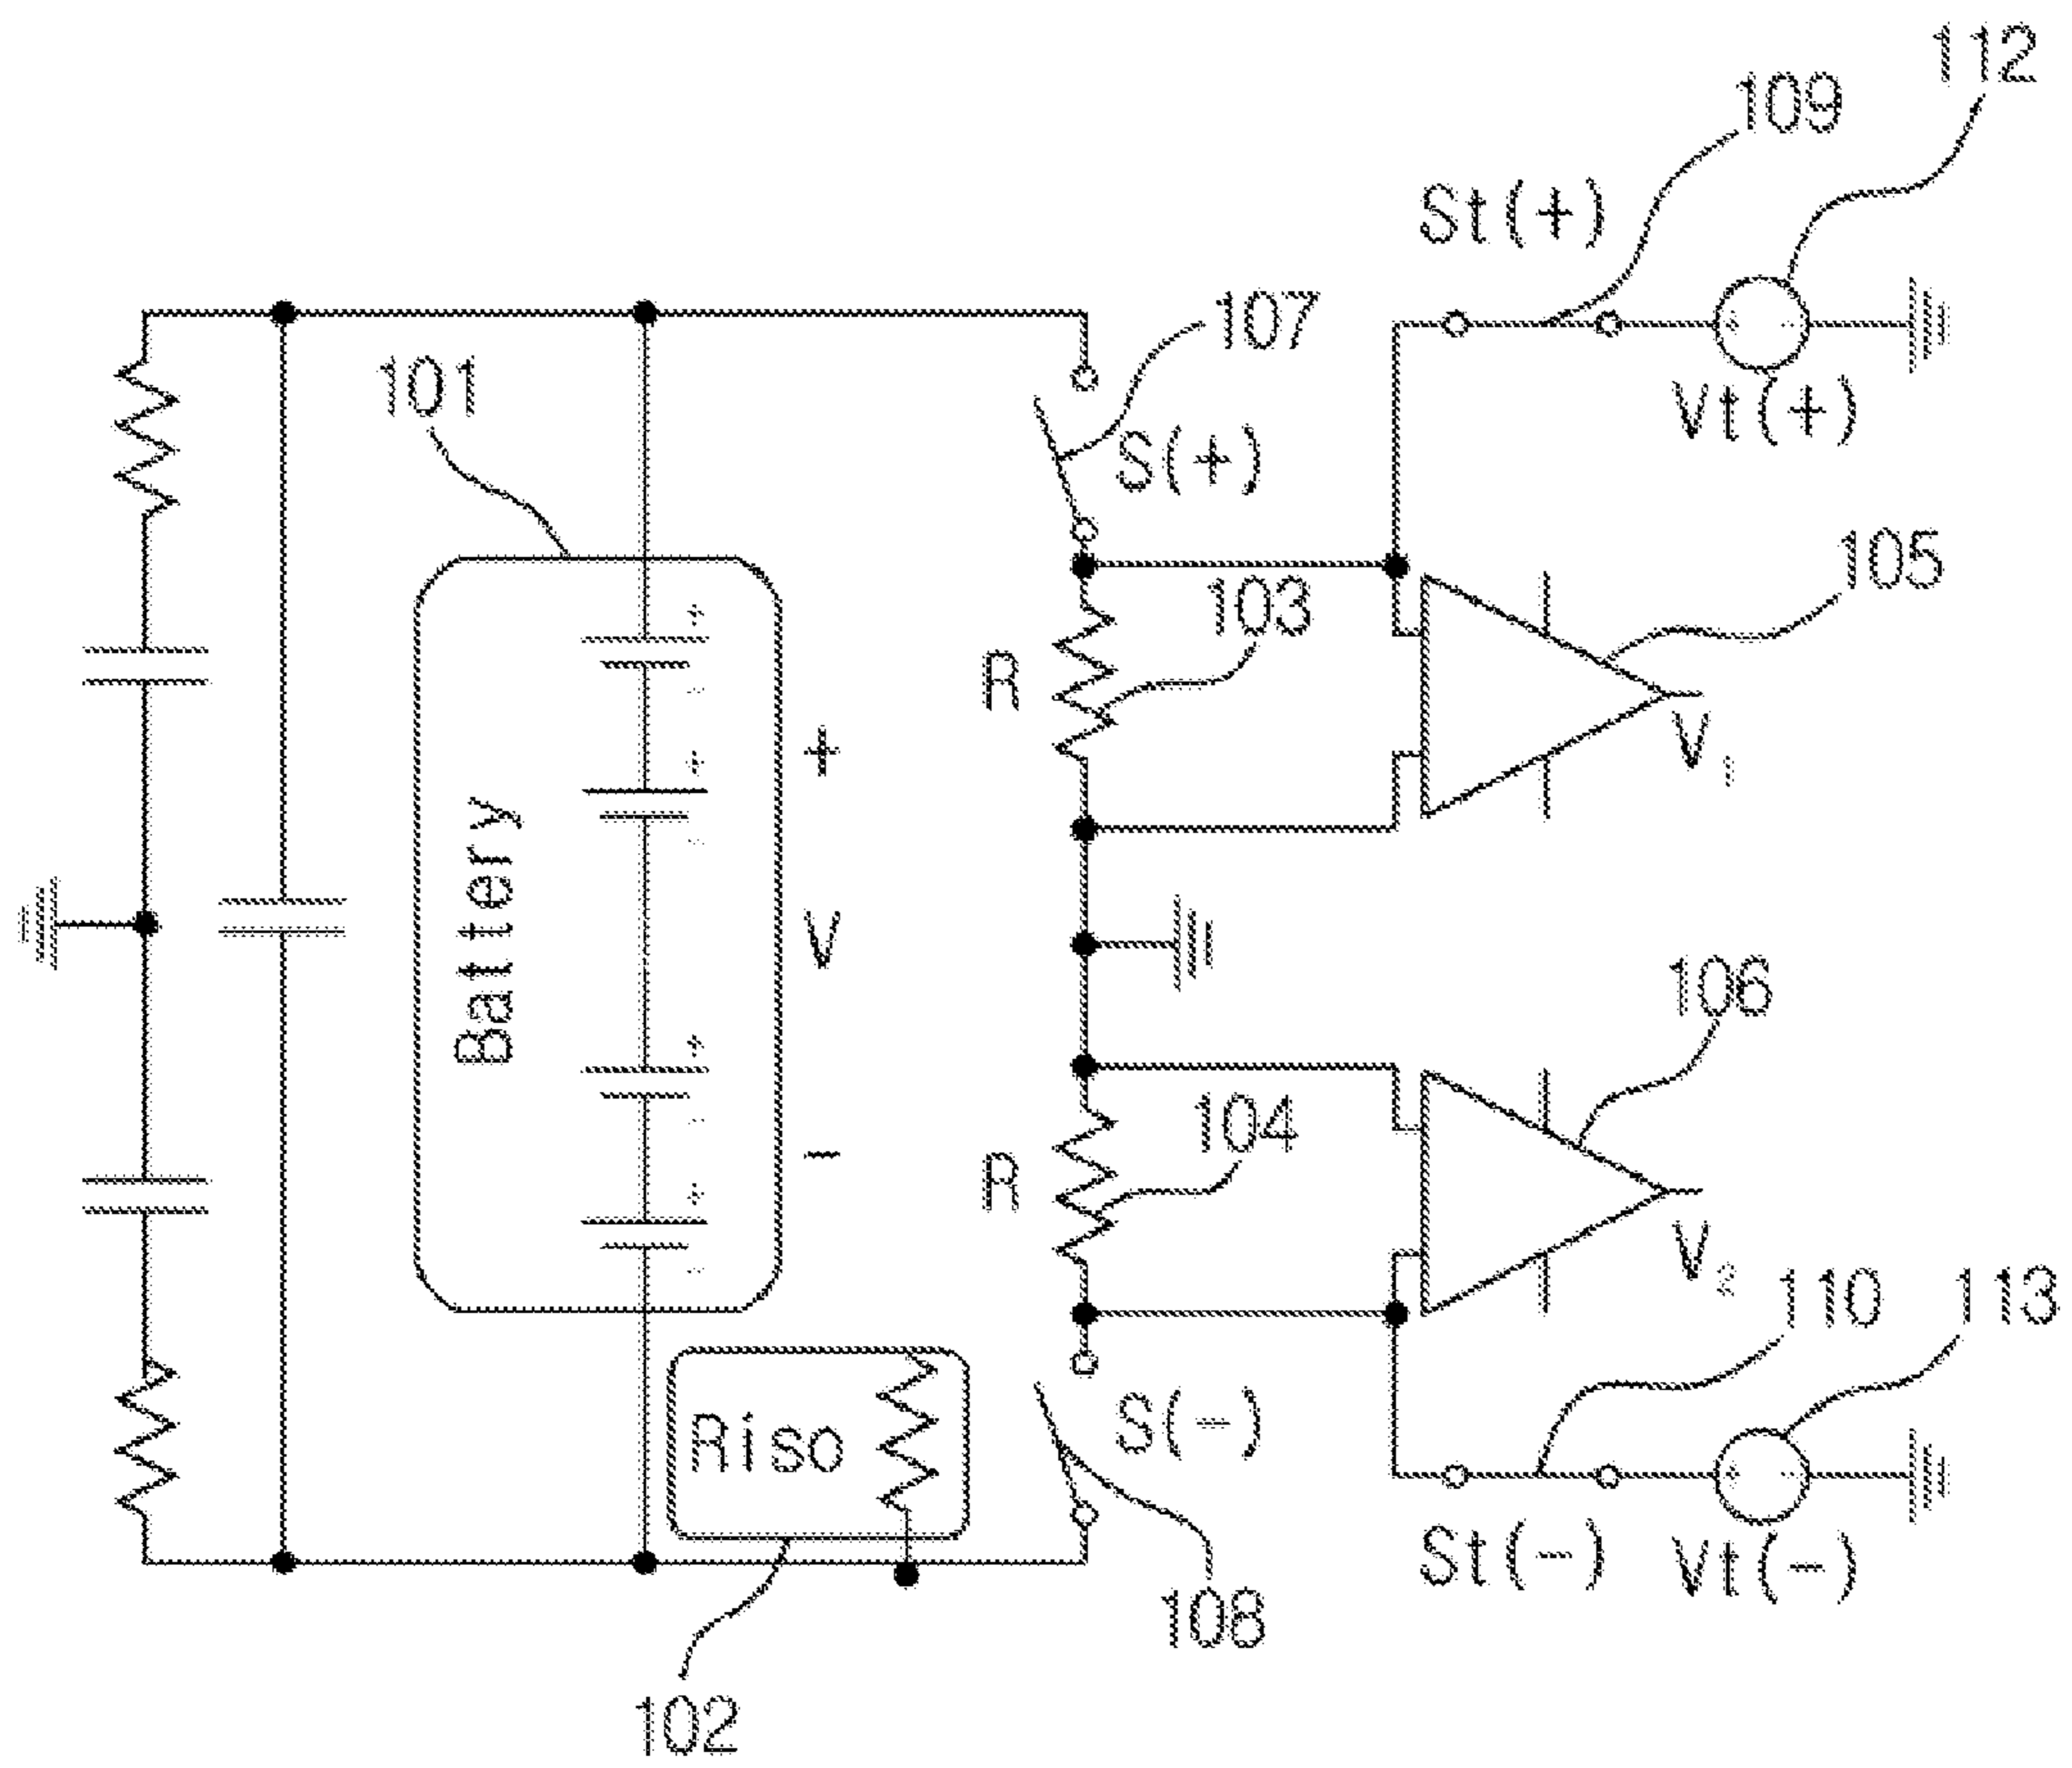 112
109
St(+)
107
101
S(+)
Vt(+)
105
103
R
V1
+
Battery
V
-
106
104
R
V2
110
113
Riso
S(-)
St(-)
Vt(-)
108
102